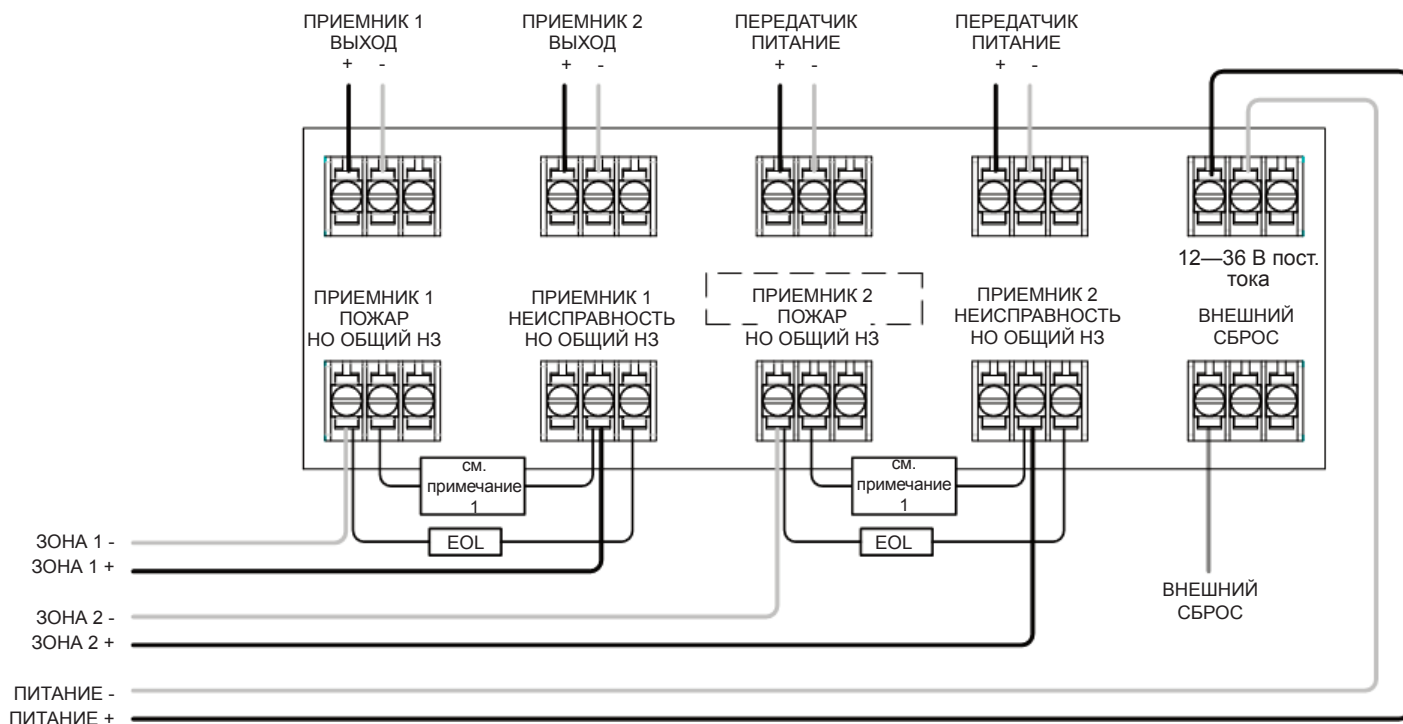 ПРИЕМНИК 1
ВЫХОД
+ -
ПРИЕМНИК 2
ВЫХОД
+ -
ПЕРЕДАТЧИК
ПИТАНИЕ
+ -
ПЕРЕДАТЧИК
ПИТАНИЕ
+ -
12—36 В пост.
тока
ПРИЕМНИК 1
ПОЖАР
НО ОБЩИЙ НЗ
ПРИЕМНИК 1
НЕИСПРАВНОСТЬ
НО ОБЩИЙ НЗ
ПРИЕМНИК 2
ПОЖАР
НО ОБЩИЙ НЗ
ПРИЕМНИК 2
НЕИСПРАВНОСТЬ
НО ОБЩИЙ НЗ
ВНЕШНИЙ
СБРОС
см.
примечание
1
EOL
см.
примечание
1
EOL
ЗОНА 1 -
ЗОНА 1 +
ЗОНА 2 -
ЗОНА 2 +
ВНЕШНИЙ
СБРОС
ПИТАНИЕ -
ПИТАНИЕ +